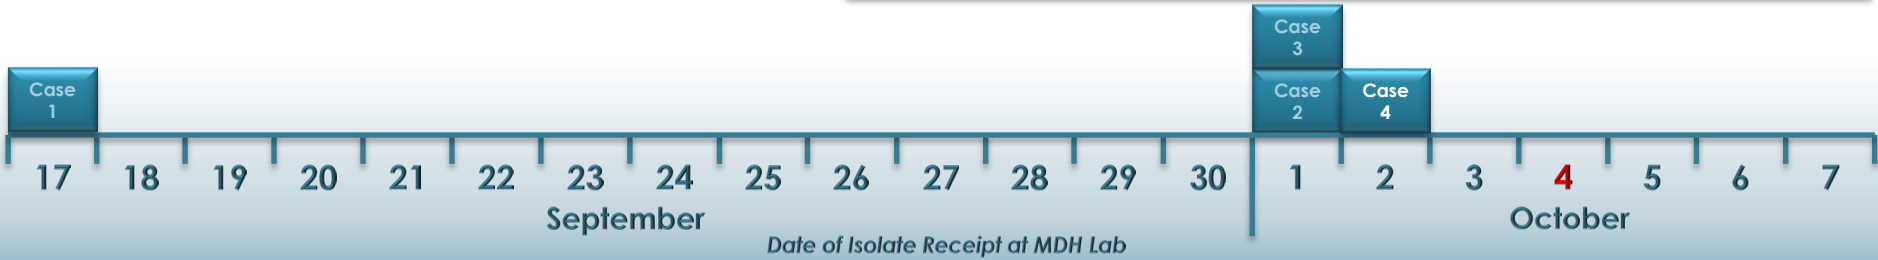 Case
3
Case
1
Case
2
Case
4
17 18 19 20 21 22 23 24 25 26 27 28 29 30 1 2 3 4 5 6 7
September October
Date of Isolate Receipt at MDH Lab